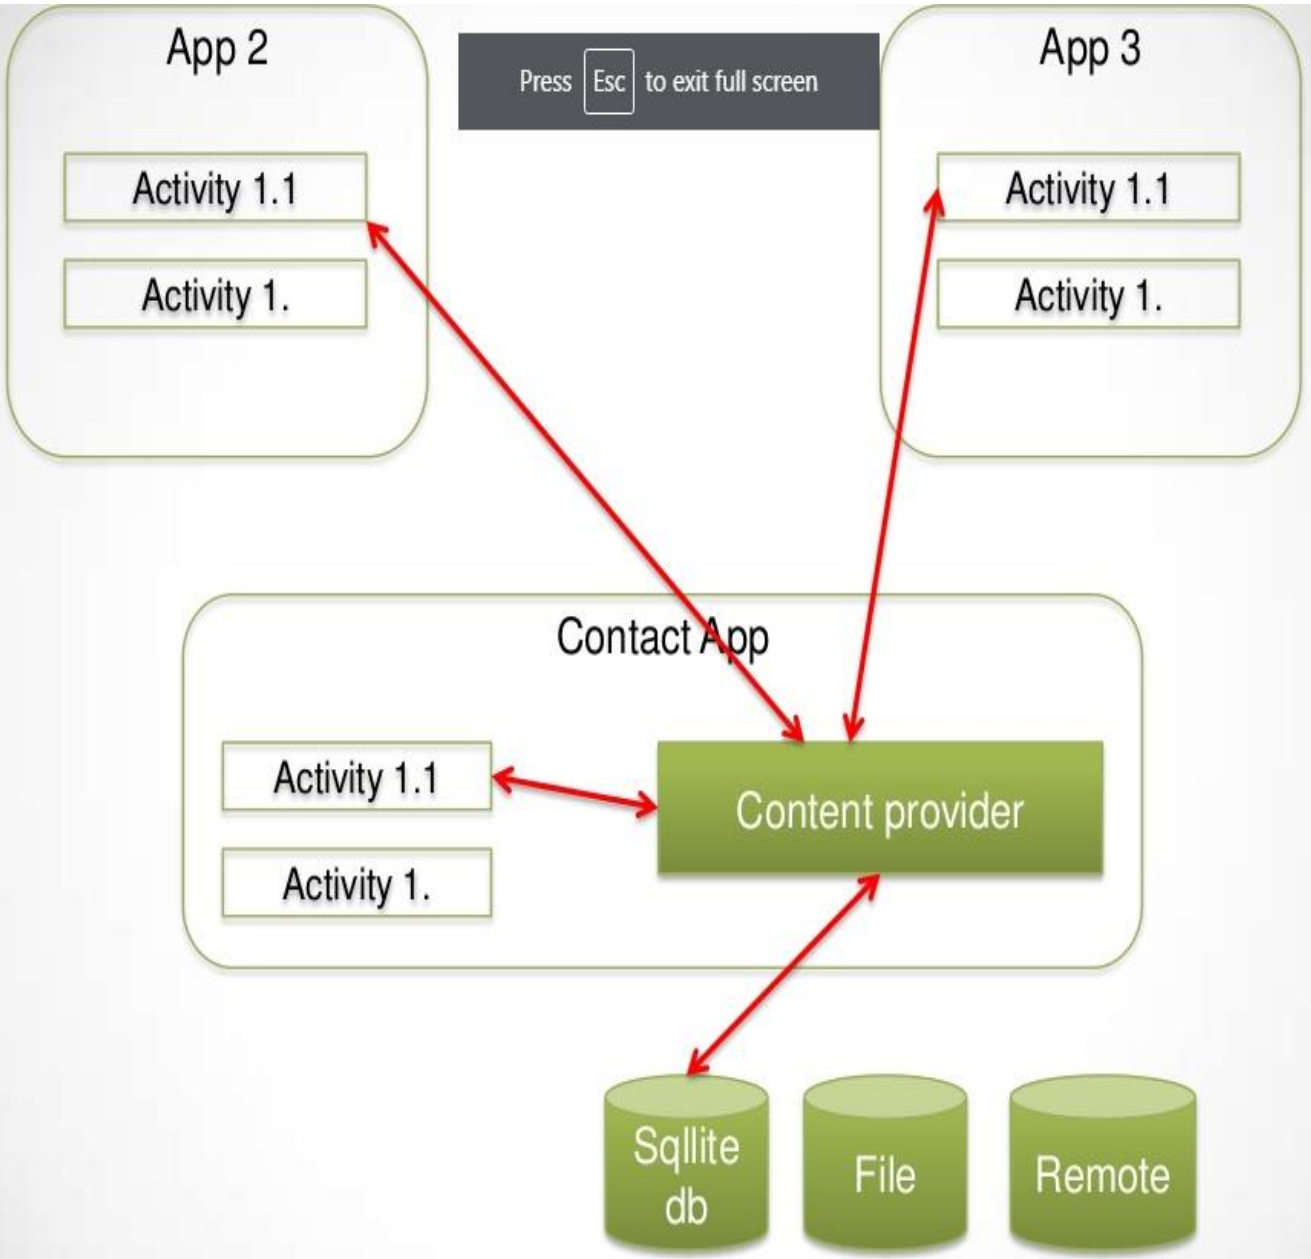 App 2
Press Esc to exit full screen
App 3
Activity 1.1
Activity 1.
Activity 1.1
Activity 1.
Contact App
Activity 1.1
Activity 1.
Content provider
Sqllite
db
File
Remote